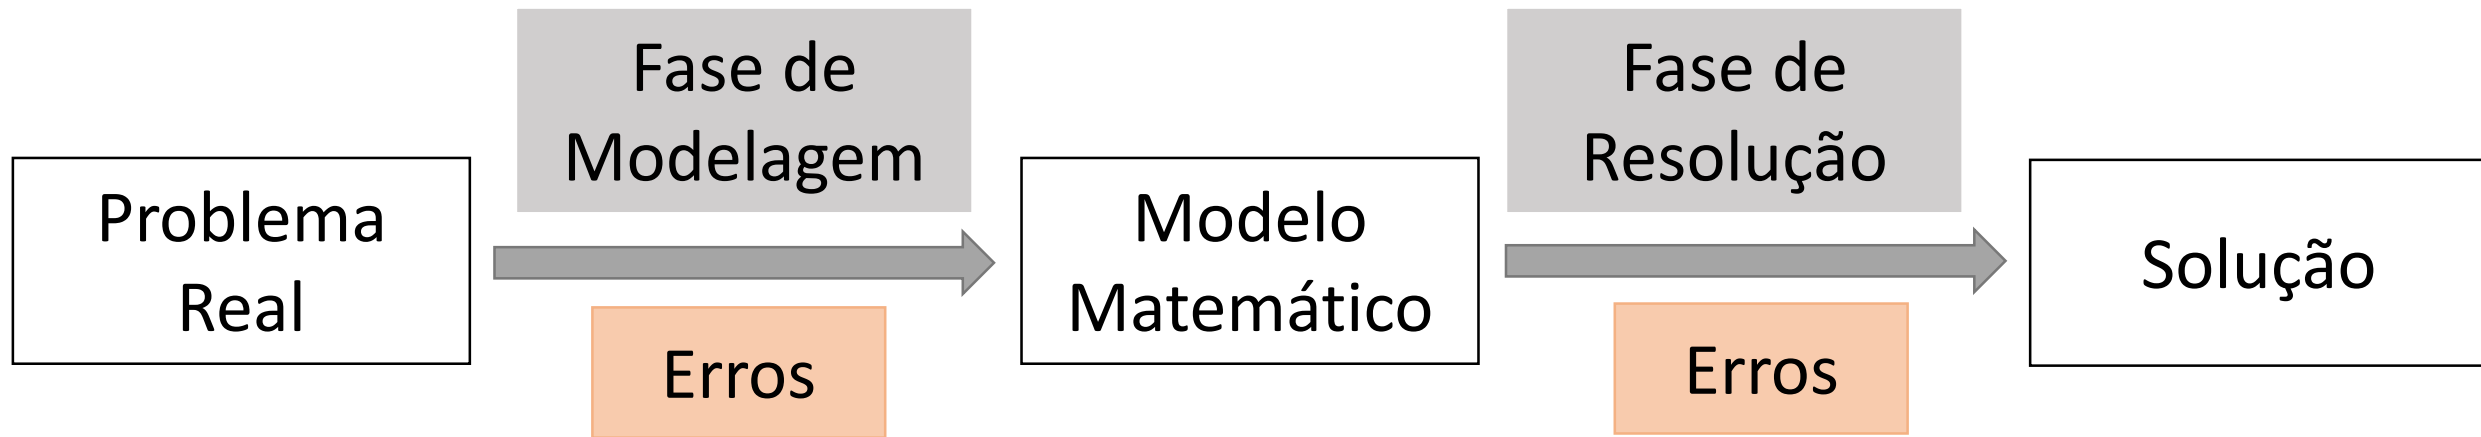 Problema
Real
Fase de
Modelagem
Erros
Modelo
Matemático
Fase de
Resolução
Erros
Solução